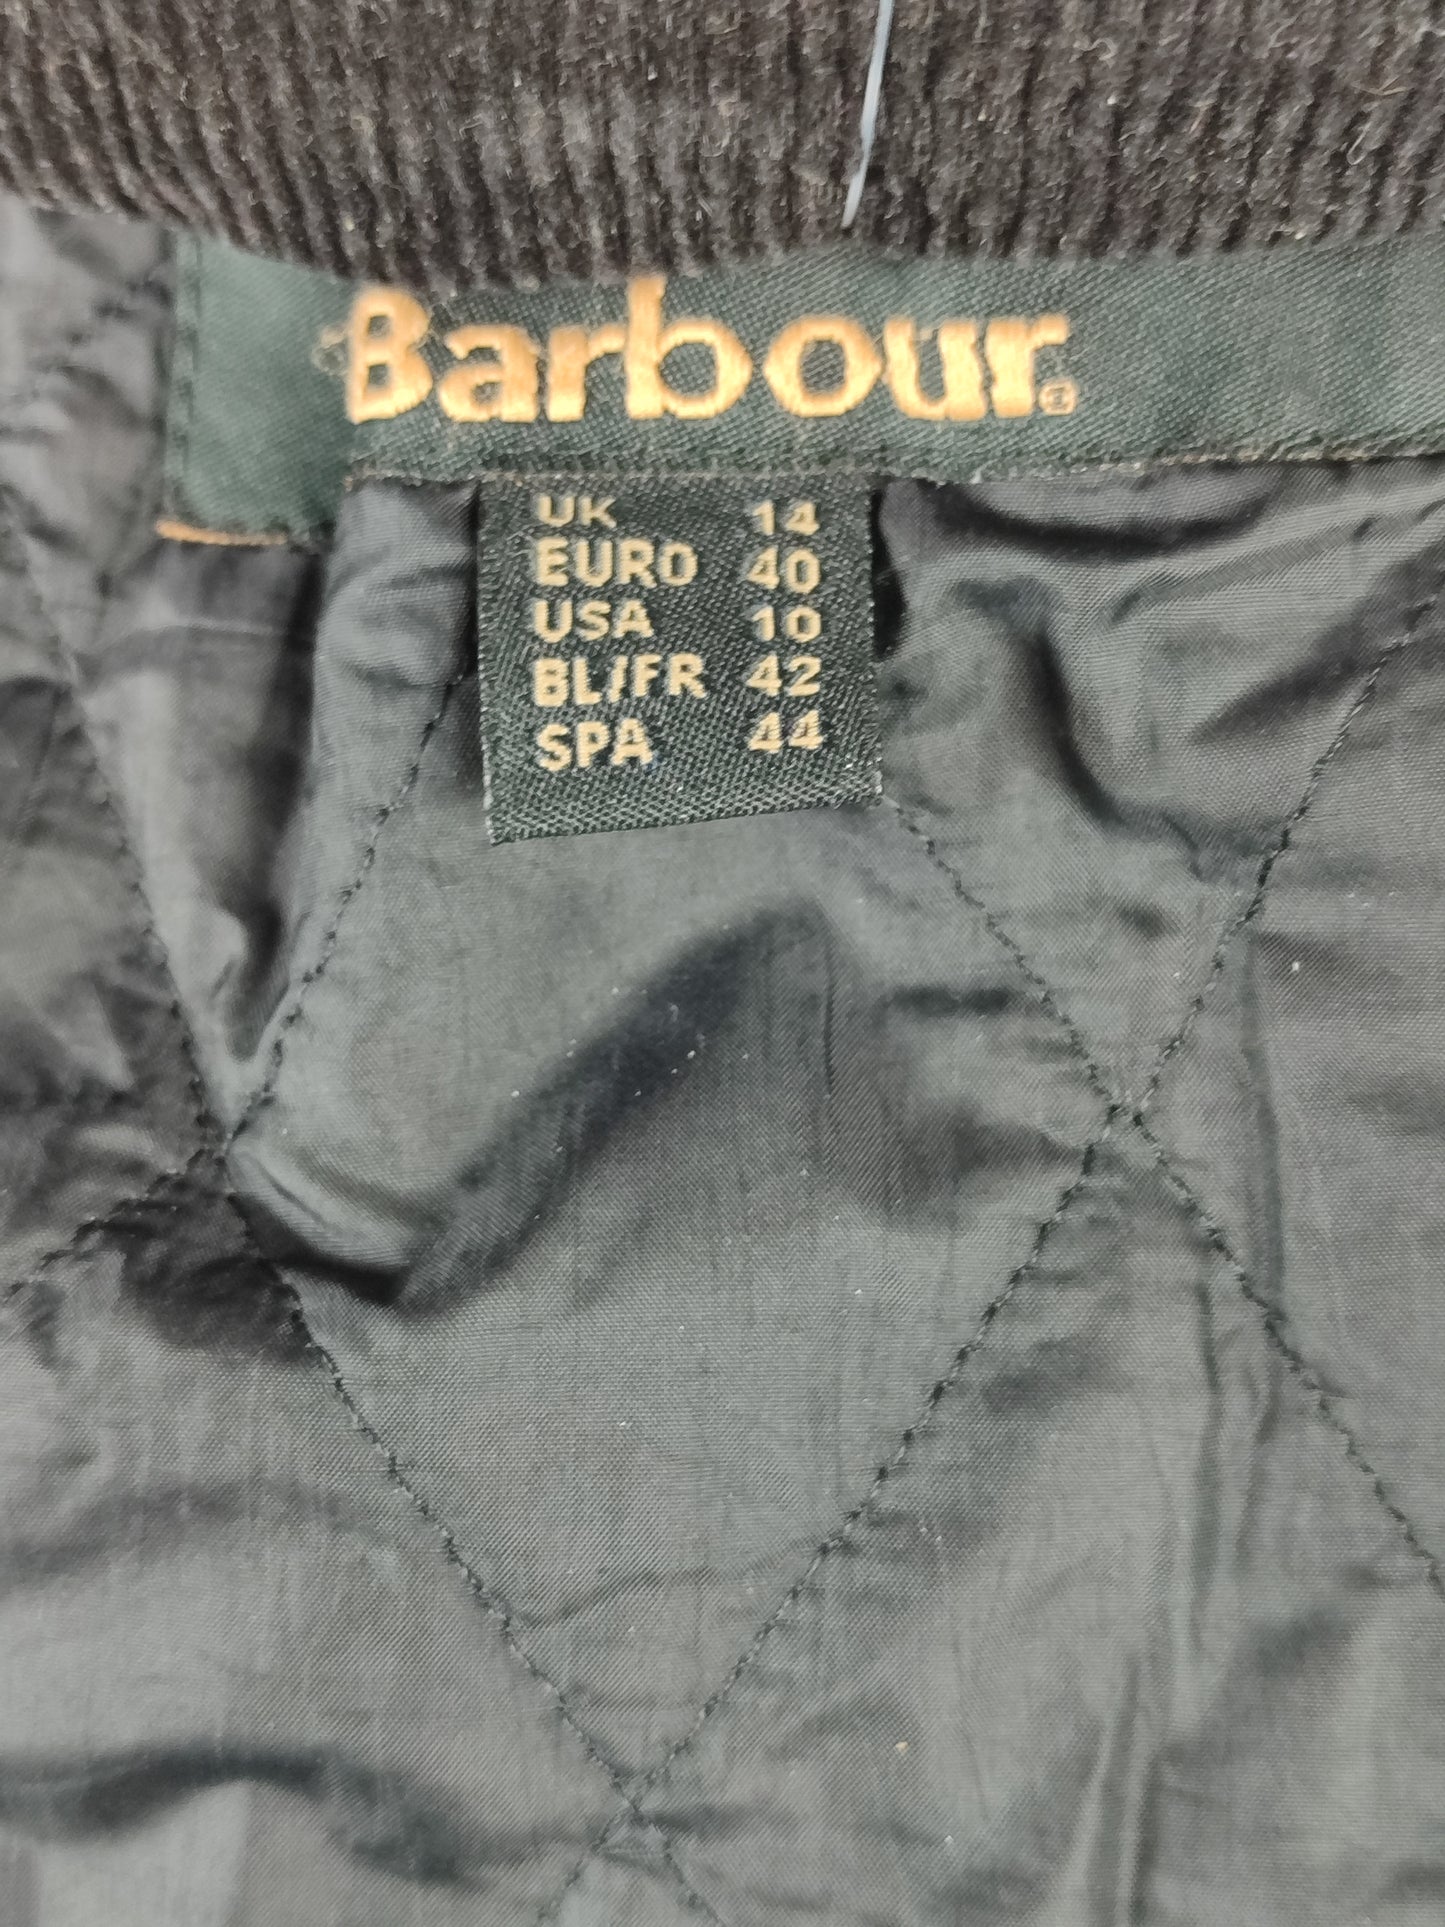 Barbour®
UK 14
EURO 40
USA 10
BL/FR 42
SPA 44